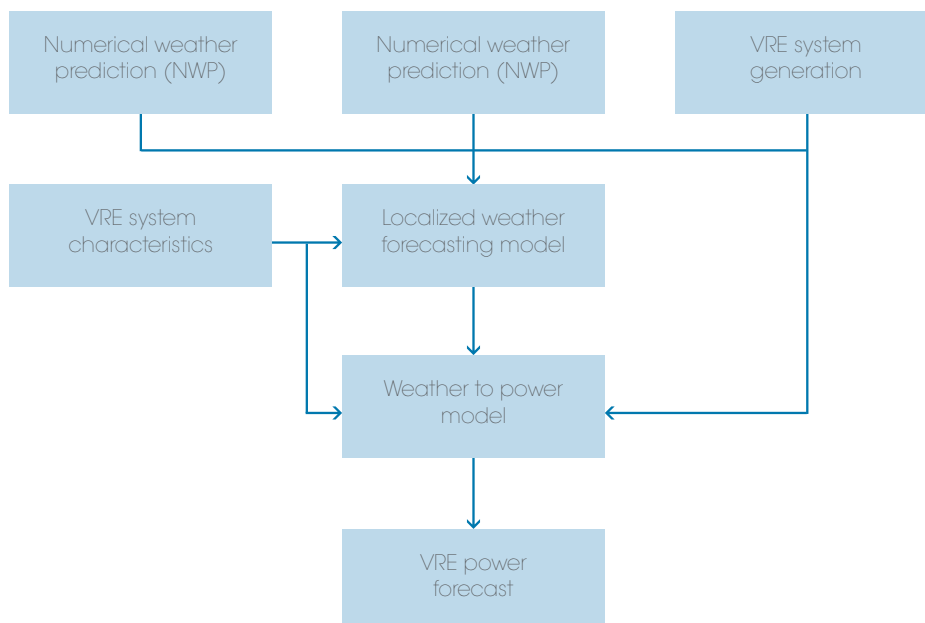 Numerical weather
prediction (NWP)
Numerical weather
prediction (NWP)
VRE system
generation
VRE system
characteristics
Localized weather
forecasting model
Weather to power
model
VRE power
forecast